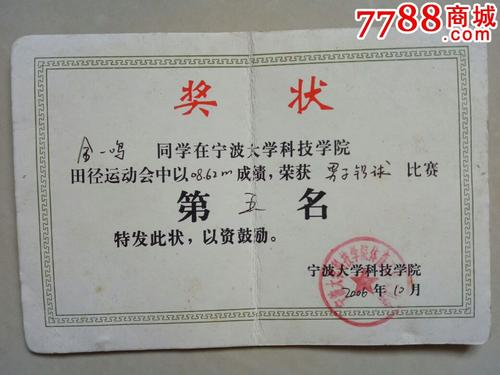 7788商城
奖状
金一鸣 同学在宁波大学科技学院
田径运动会中以08.62m成绩,荣获 男子铅球 比赛
第 五 名
特发此状,以资鼓励。
宁波大学科技学院
2006年10月